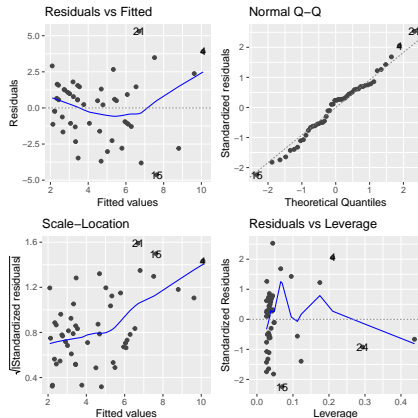 Residuals vs Fitted
Residuals
5.0
2.5
0.0
-2.5
-5.0
21
4
15
2 4 6 8 10
Fitted values
Normal Q-Q
Standardized residuals
2
1
0
-1
-2
21
4
15
-2 -1 0 1 2
Theoretical Quantiles
Scale-Location
√|Standardized residuals|
1.6
1.2
0.8
0.4
21
15
4
2 4 6 8 10
Fitted values
Residuals vs Leverage
Standardized Residuals
2
1
0
-1
-2
4
24
15
0.0 0.1 0.2 0.3 0.4
Leverage